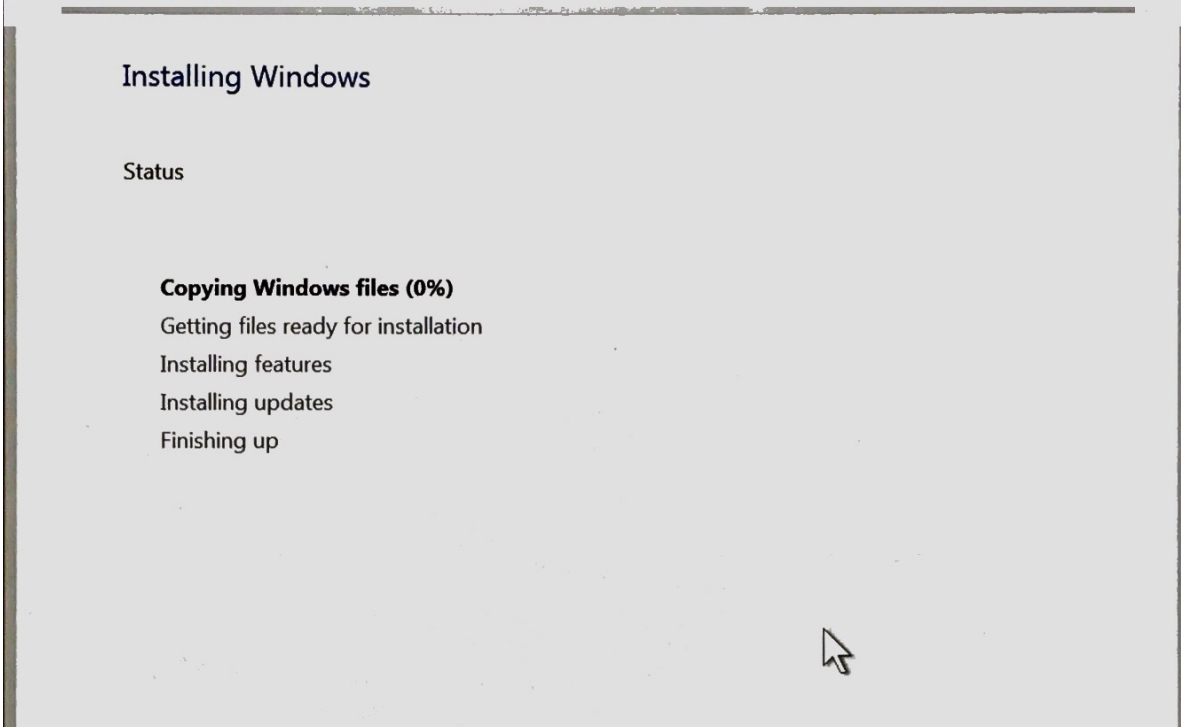 Installing Windows
Status
Copying Windows files (0%)
Getting files ready for installation
Installing features
Installing updates
Finishing up